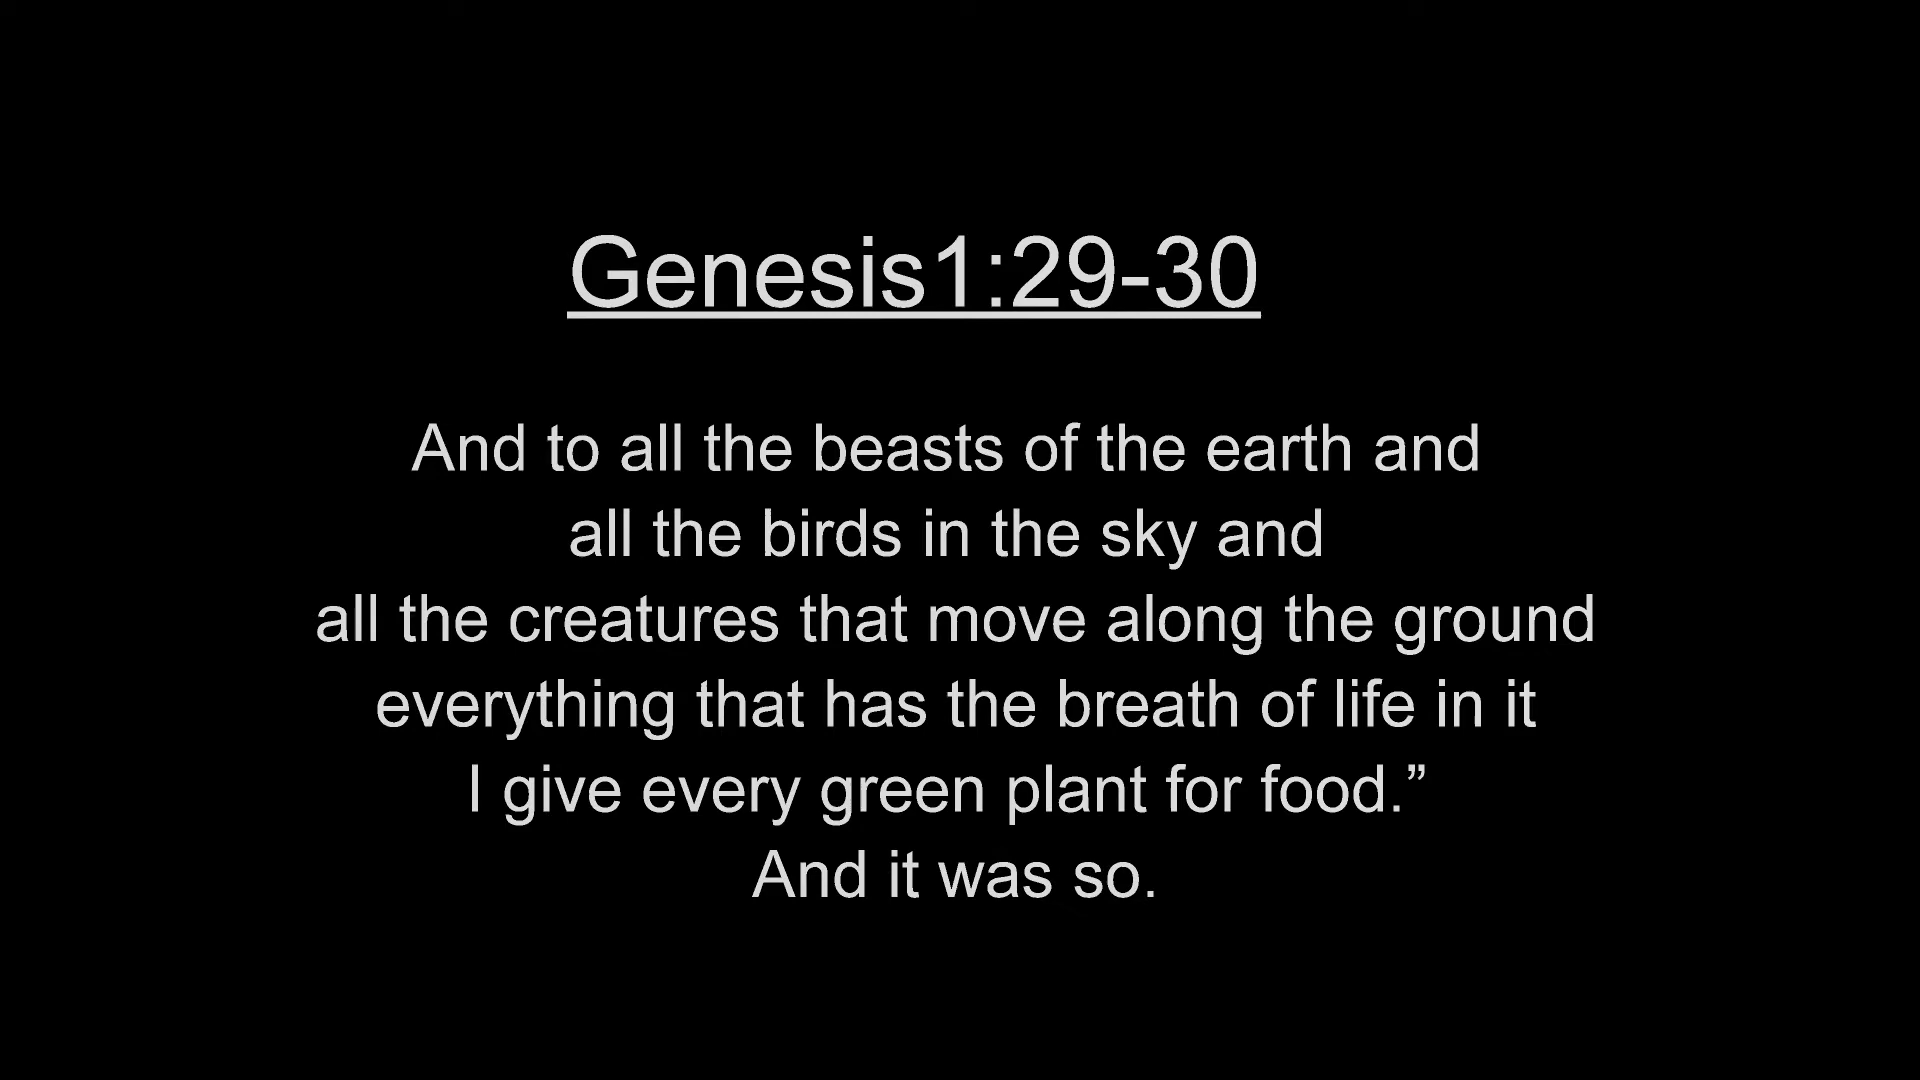 Genesis1:29-30
And to all the beasts of the earth and
all the birds in the sky and
all the creatures that move along the ground
everything that has the breath of life in it
I give every green plant for food.”
And it was so.